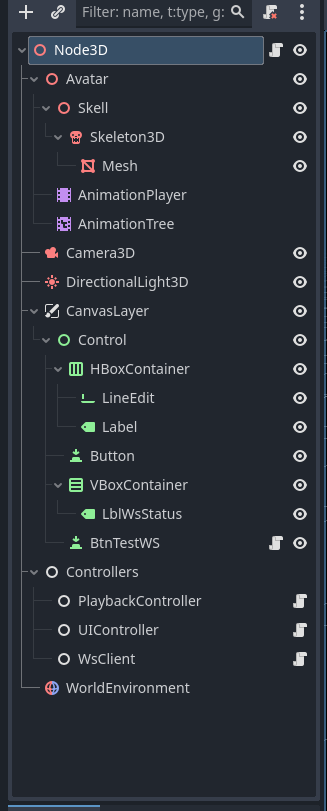 Filter: name, t:type, g:
Node3D
Avatar
Skell
Skeleton3D
Mesh
AnimationPlayer
AnimationTree
Camera3D
DirectionalLight3D
CanvasLayer
Control
HBoxContainer
LineEdit
Label
Button
VBoxContainer
LblWsStatus
BtnTestWS
Controllers
PlaybackController
UIController
WsClient
WorldEnvironment